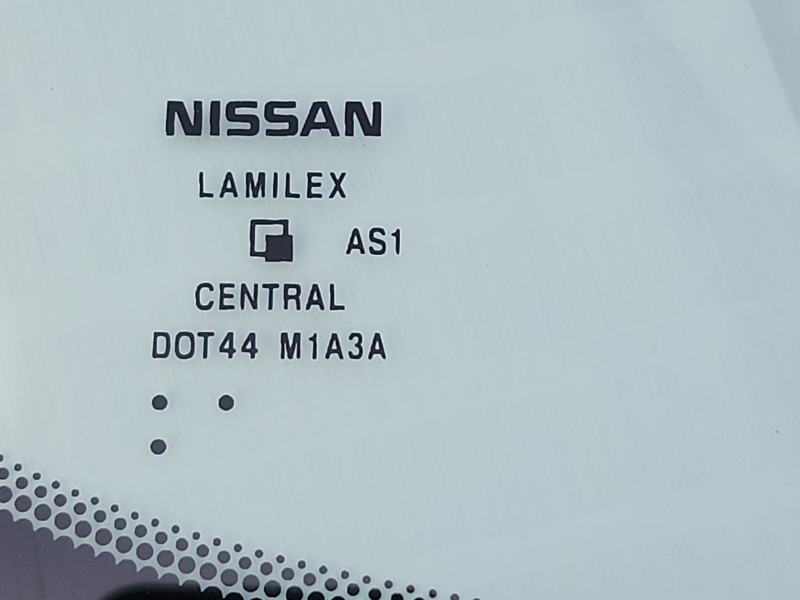 NISSAN
LAMILEX
AS1
CENTRAL
DOT44 M1A3A